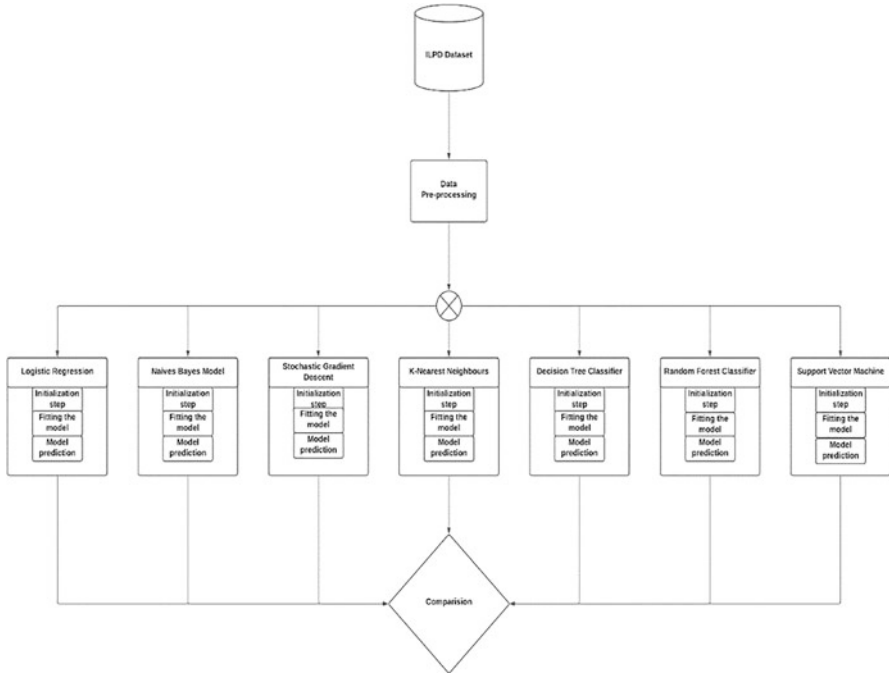 ILPD Dataset
Data
Pre-processing
Logistic Regression
Initialization
step
Fitting the
model
Model
prediction
Naives Bayes Model
Initialization
step
Fitting the
model
Model
prediction
Stochastic Gradient
Descent
Initialization
step
Fitting the
model
Model
prediction
K-Nearest Neighbours
Initialization
step
Fitting the
model
Model
prediction
Decision Tree Classifier
Initialization
step
Fitting the
model
Model
prediction
Random Forest Classifier
Initialization
step
Fitting the
model
Model
prediction
Support Vector Machine
Initialization
step
Fitting the
model
Model
prediction
Comparision